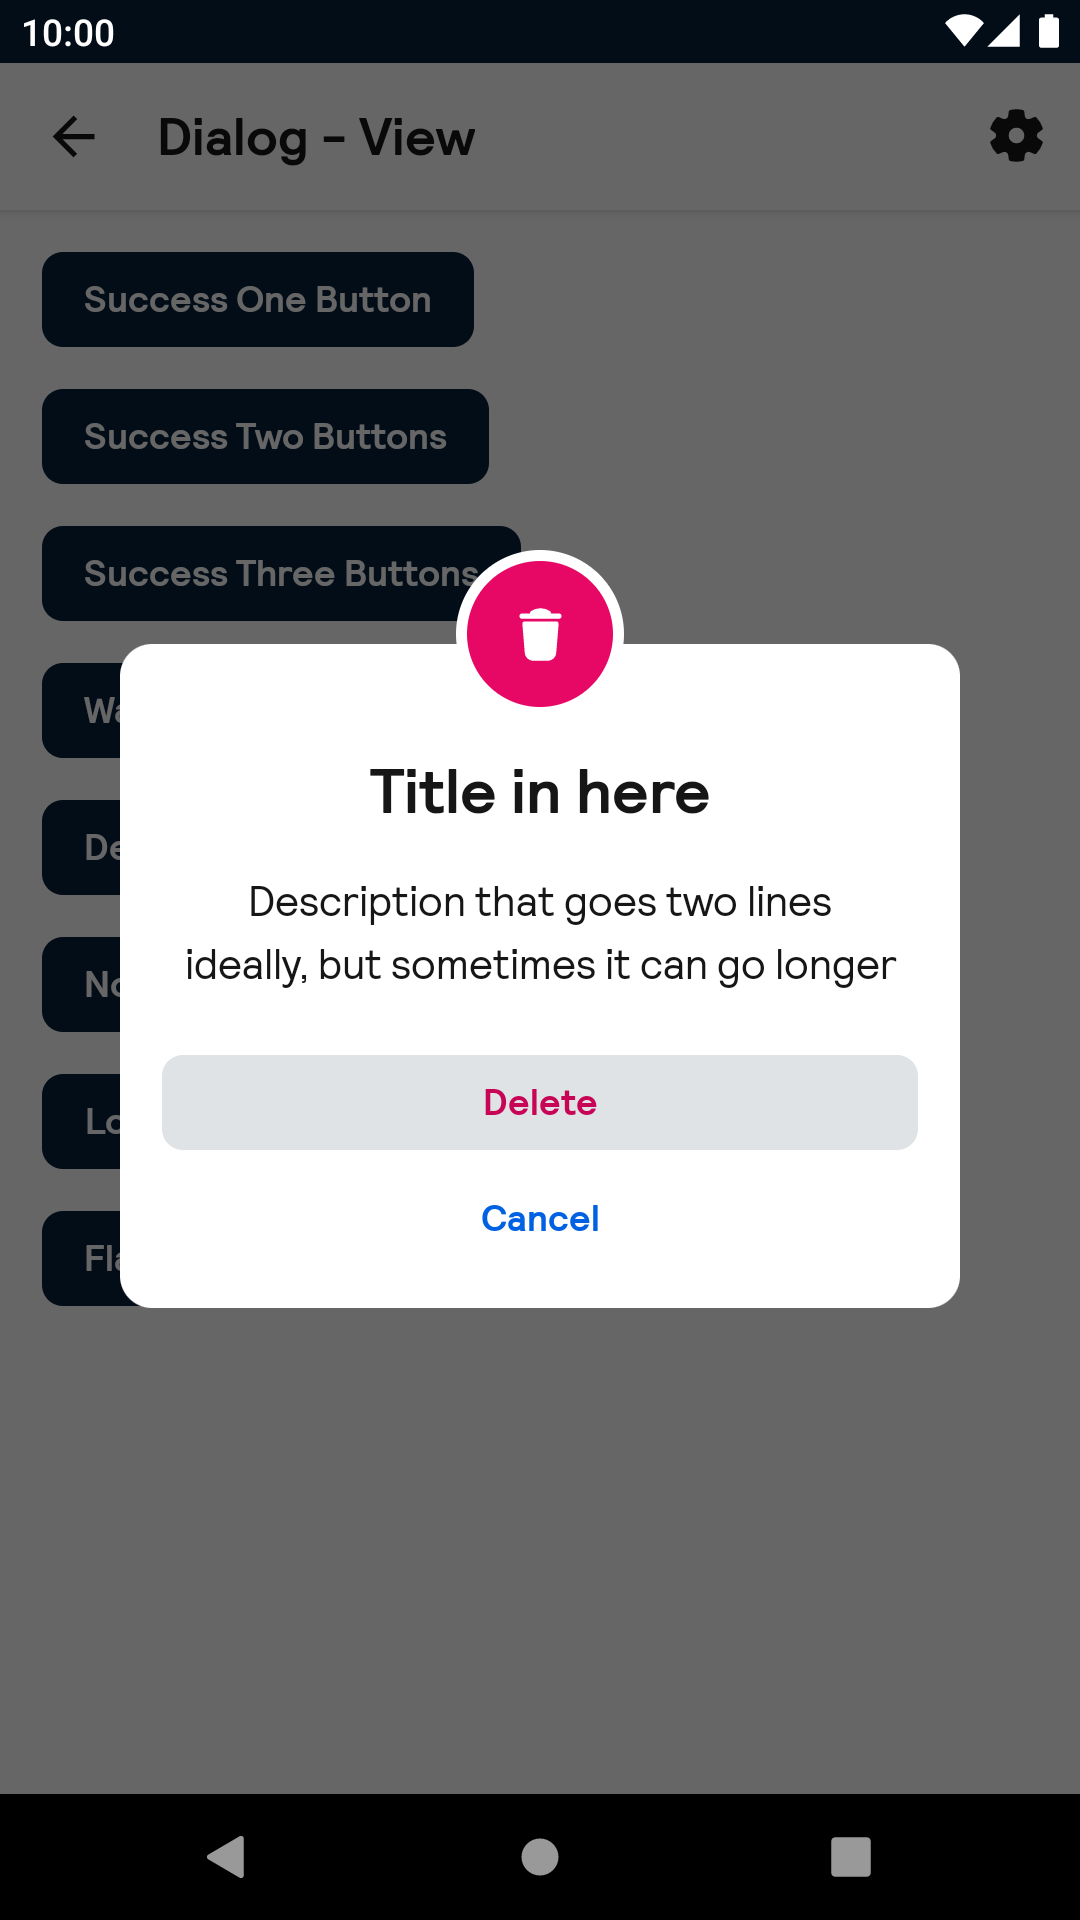 10:00
Dialog - View
Success One Button
Success Two Buttons
Success Three Buttons
Title in here
Description that goes two lines
ideally, but sometimes it can go longer
Delete
Cancel